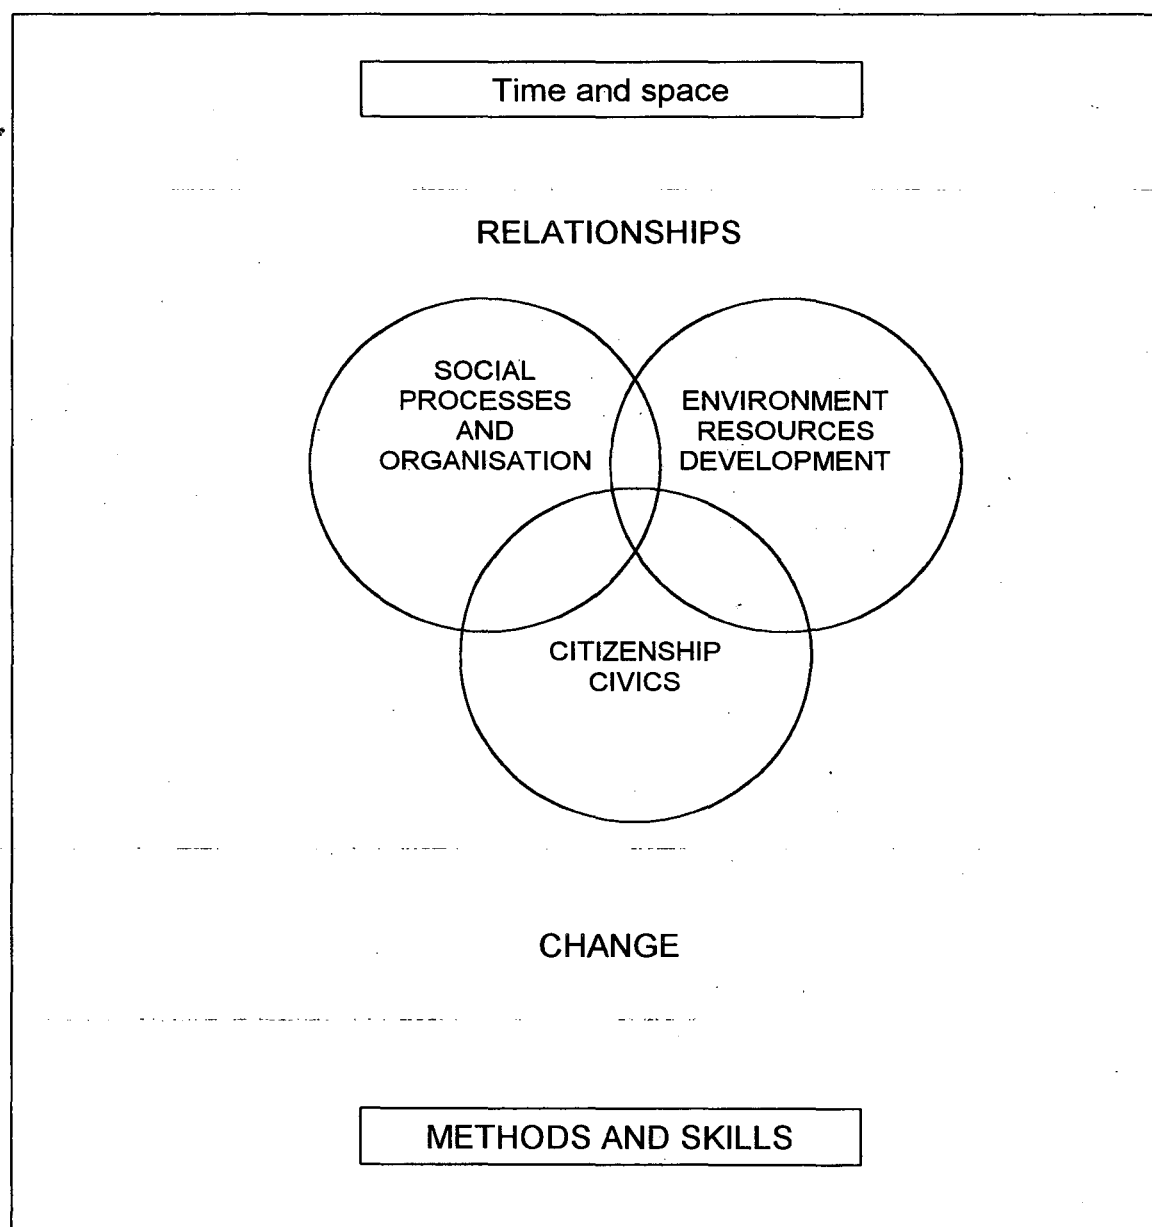 Time and space
RELATIONSHIPS
SOCIAL
PROCESSES
AND
ORGANISATION
ENVIRONMENT
RESOURCES
DEVELOPMENT
CITIZENSHIP
CIVICS
CHANGE
METHODS AND SKILLS